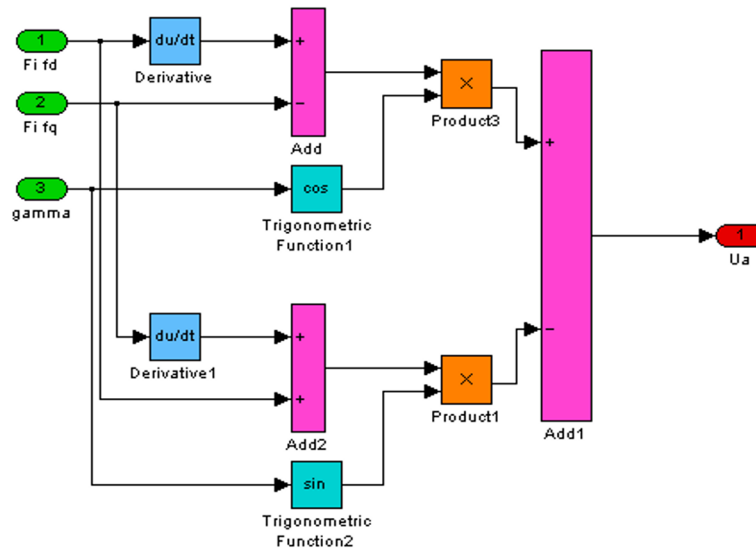 1
Fi fd
du/dt
Derivative
+
−
Add
×
Product3
2
Fi fq
3
gamma
cos
Trigonometric
Function1
+
−
Add1
1
Ua
du/dt
Derivative1
+
+
Add2
×
Product1
sin
Trigonometric
Function2